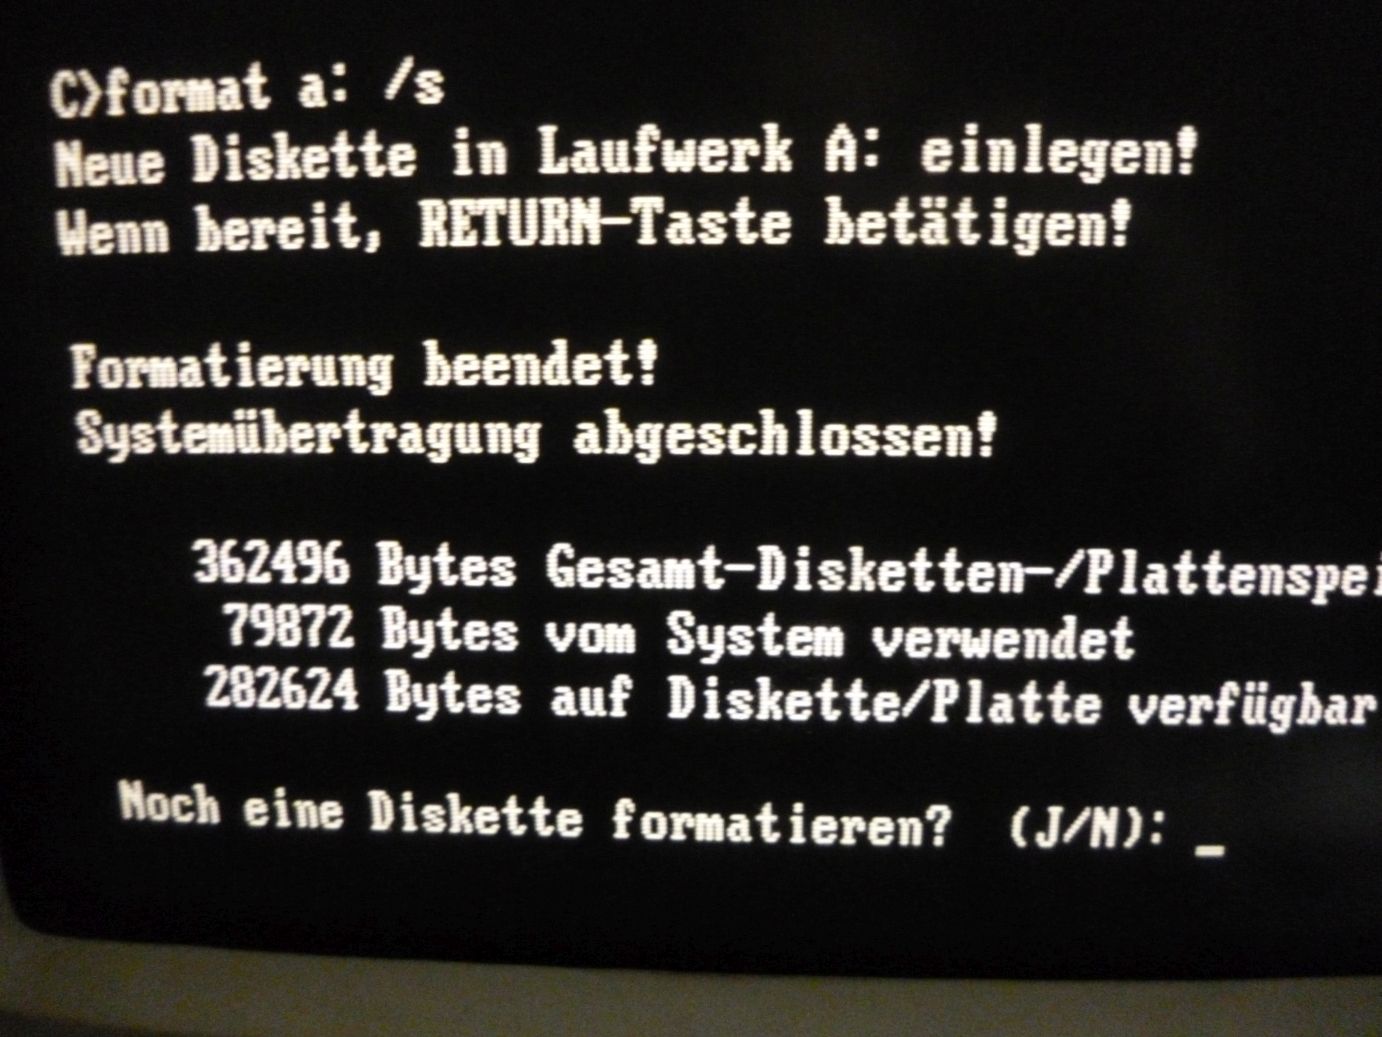 C>format a: /s
Neue Diskette in Laufwerk A: einlegen!
Wenn bereit, RETURN-Taste betätigen!
Formatierung beendet!
Systemübertragung abgeschlossen!
362496 Bytes Gesamt-Disketten-/Plattenspei
79872 Bytes vom System verwendet
282624 Bytes auf Diskette/Platte verfügbar
Noch eine Diskette formatieren? (J/N): _